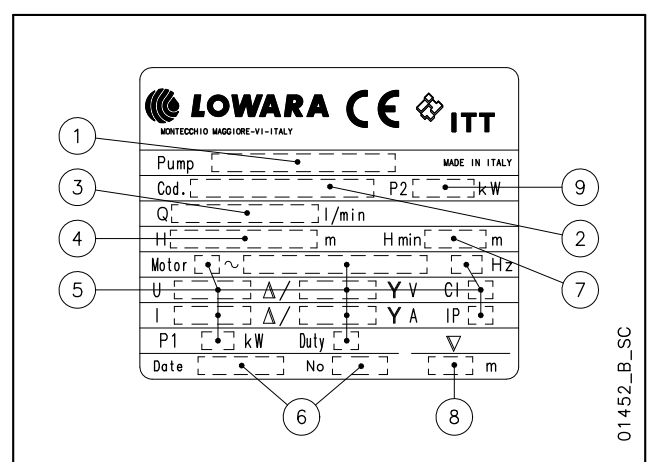 LOWARA CE ITT
MONTECCHIO MAGGIORE-VI-ITALY
1
Pump MADE IN ITALY
Cod. P2 kW 9
3
Q l/min
2
4 H m H min m
Motor ~ Hz 7
5 U Δ/ Y V Cl
I Δ/ Y A IP
P1 kW Duty ▽
Date No m
6 8
01452_B_SC